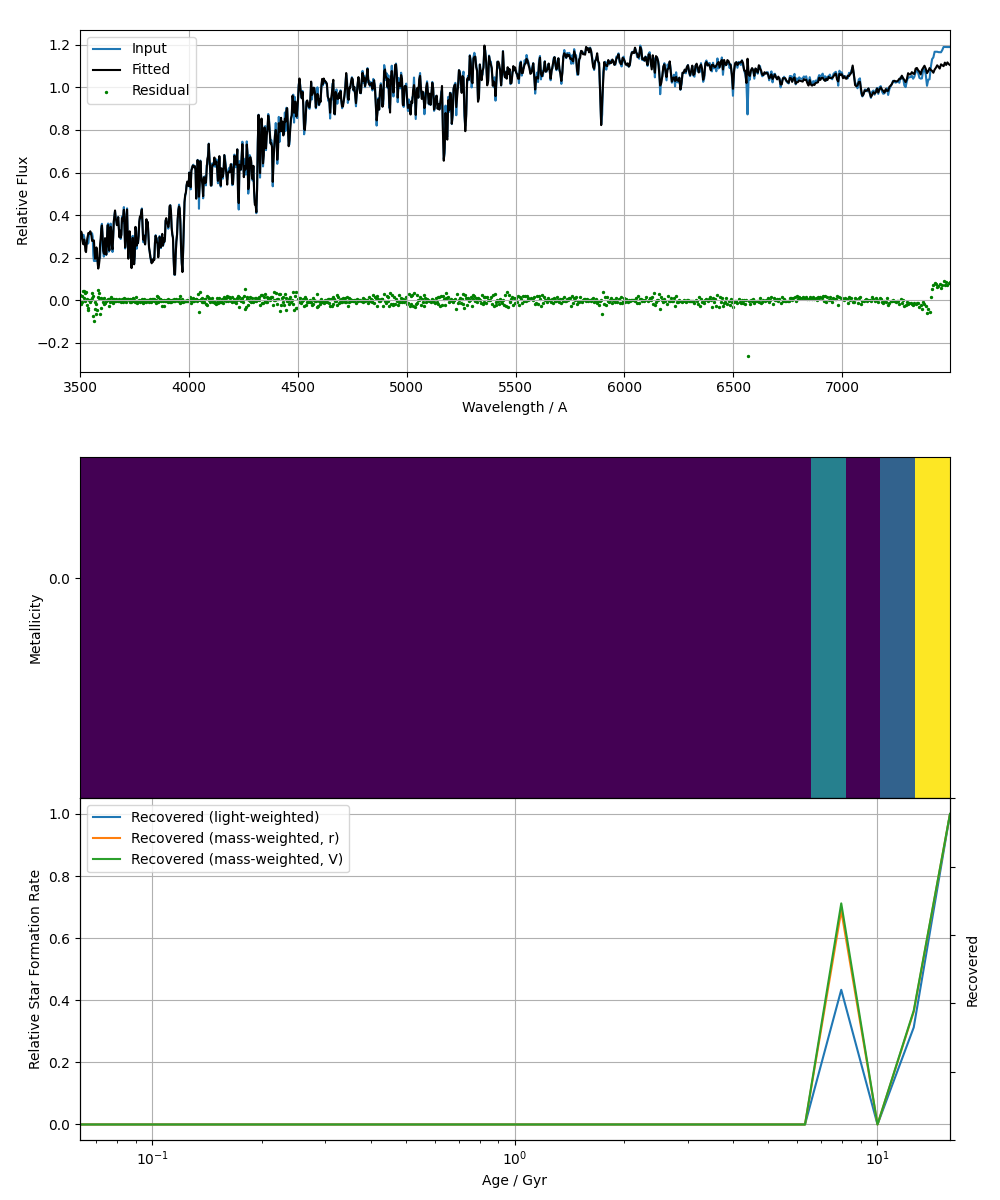 1.2
1.0
0.8
0.6
0.4
0.2
0.0
−0.2
Relative Flux
Input
Fitted
Residual
3500
4000
4500
5000
5500
6000
6500
7000
Wavelength / A
0.0
Metallicity
1.0
0.8
0.6
0.4
0.2
0.0
Relative Star Formation Rate
Recovered (light-weighted)
Recovered (mass-weighted, r)
Recovered (mass-weighted, V)
Recovered
10⁻¹
10⁰
10¹
Age / Gyr